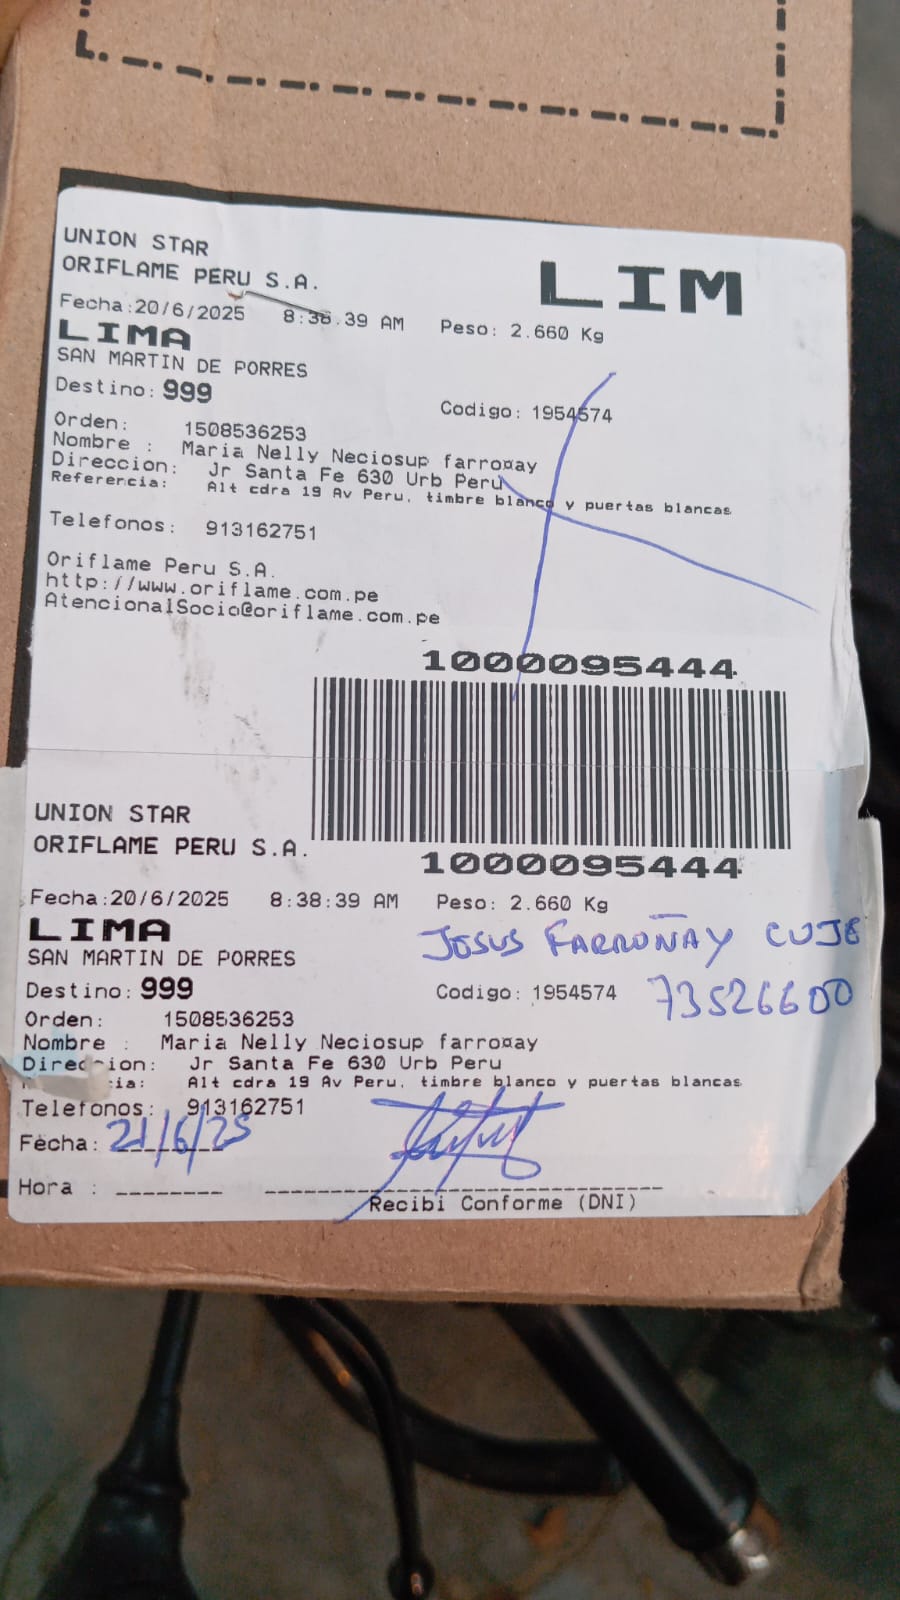 UNION STAR
ORIFLAME PERU S.A.
LIM
Fecha:20/6/2025 8:38:39 AM Peso: 2.660 Kg
LIMA
SAN MARTIN DE PORRES
Destino: 999
Codigo: 1954574
Orden: 1508536253
Nombre : Maria Nelly Neciosup farro¤ay
Direccion: Jr Santa Fe 630 Urb Peru
Referencia: Alt cdra 19 Av Peru, timbre blanco y puertas blancas
Telefonos: 913162751
Oriflame Peru S.A.
http://www.oriflame.com.pe
AtencionalSocio@oriflame.com.pe
1000095444
UNION STAR
ORIFLAME PERU S.A.
1000095444
Fecha:20/6/2025 8:38:39 AM Peso: 2.660 Kg
LIMA
JOSUS FARROÑAY CUJE
SAN MARTIN DE PORRES
Destino: 999 Codigo: 1954574 73526600
Orden: 1508536253
Nombre : Maria Nelly Neciosup farro¤ay
Direccion: Jr Santa Fe 630 Urb Peru
cia: Alt cdra 19 Av Peru, timbre blanco y puertas blancas
Telefonos: 913162751
Fecha: 21/6/25
Hora :
Recibi Conforme (DNI)